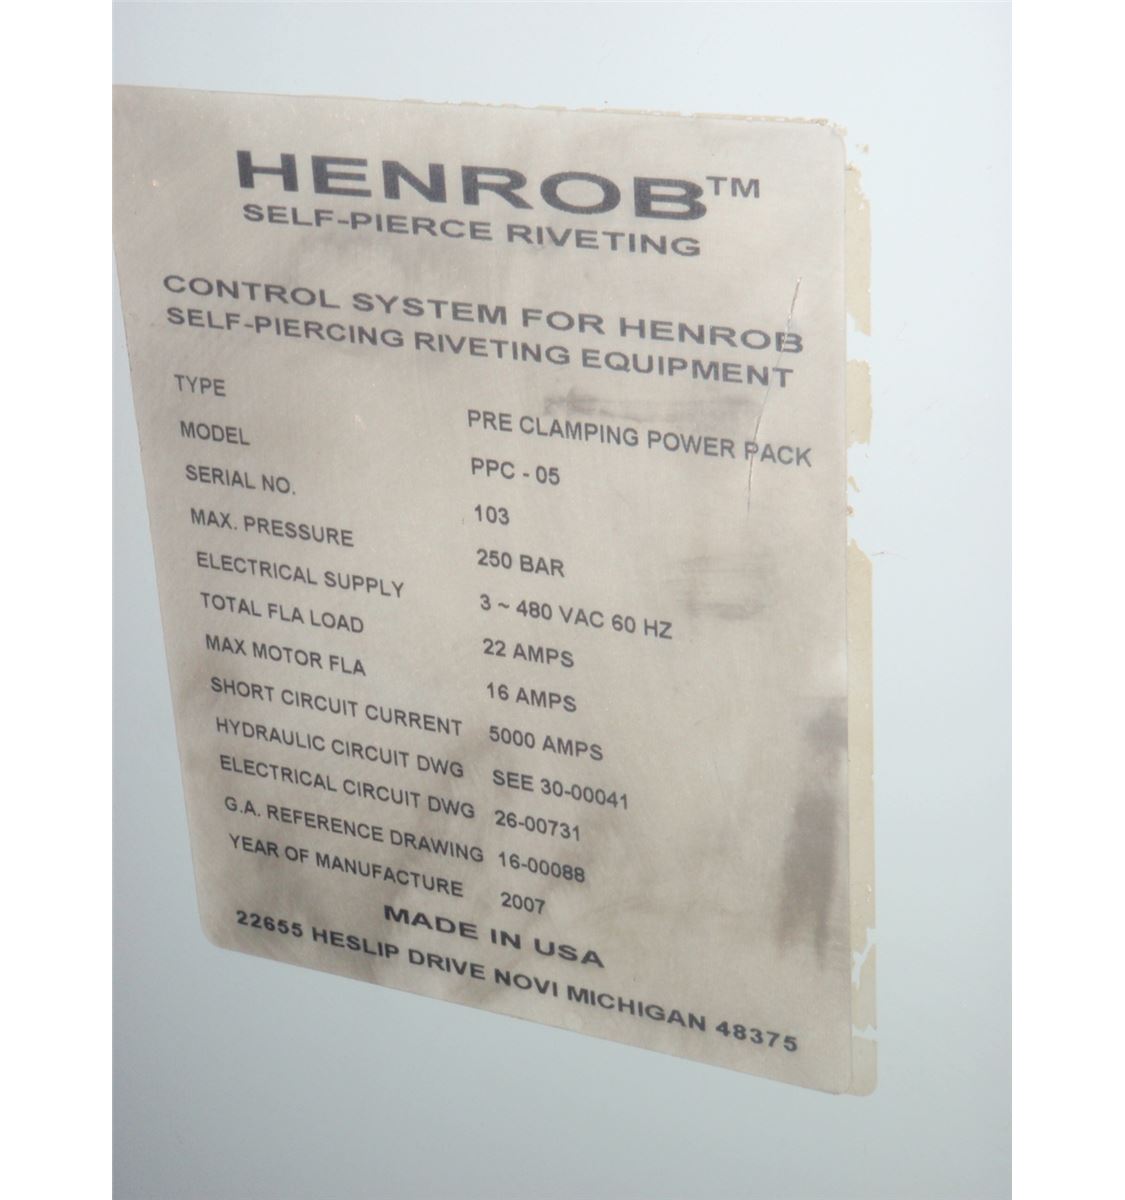 HENROB™
SELF-PIERCE RIVETING
CONTROL SYSTEM FOR HENROB
SELF-PIERCING RIVETING EQUIPMENT
TYPE PRE CLAMPING POWER PACK
MODEL PPC - 05
SERIAL NO. 103
MAX. PRESSURE 250 BAR
ELECTRICAL SUPPLY 3 ~ 480 VAC 60 HZ
TOTAL FLA LOAD 22 AMPS
MAX MOTOR FLA 16 AMPS
SHORT CIRCUIT CURRENT 5000 AMPS
HYDRAULIC CIRCUIT DWG SEE 30-00041
ELECTRICAL CIRCUIT DWG 26-00731
G.A. REFERENCE DRAWING 16-00088
YEAR OF MANUFACTURE 2007
MADE IN USA
22655 HESLIP DRIVE NOVI MICHIGAN 48375